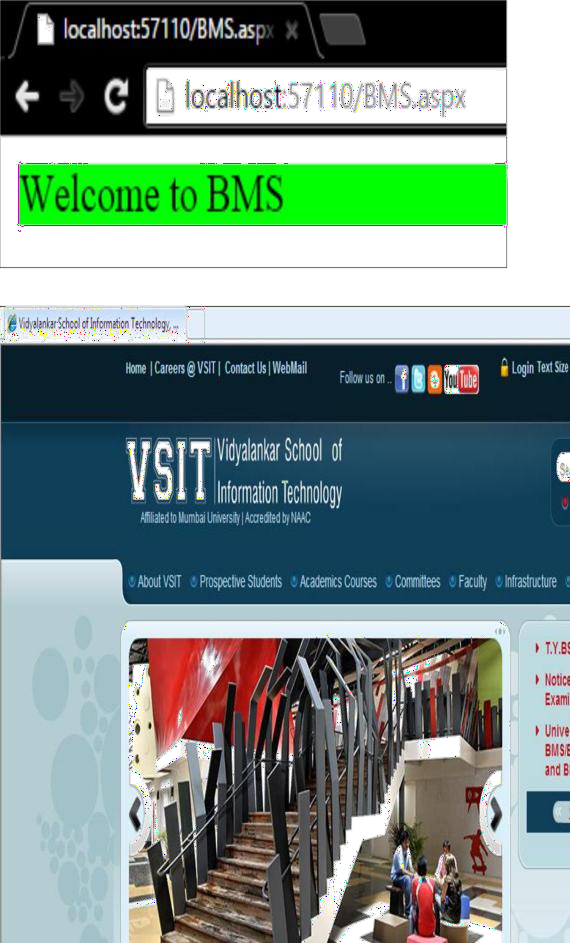 localhost:57110/BMS.aspx
localhost:57110/BMS.aspx
Welcome to BMS
Vidyalankar School of Information Technology, ...
Home | Careers @ VSIT | Contact Us | WebMail
Follow us on .. You Tube
Login Text Size
VSIT Vidyalankar School of
Information Technology
Affiliated to Mumbai University | Accredited by NAAC
About VSIT Prospective Students Academics Courses Committees Faculty Infrastructure
T.Y.BS
Notice
Exami
Unive
BMS/B
and B